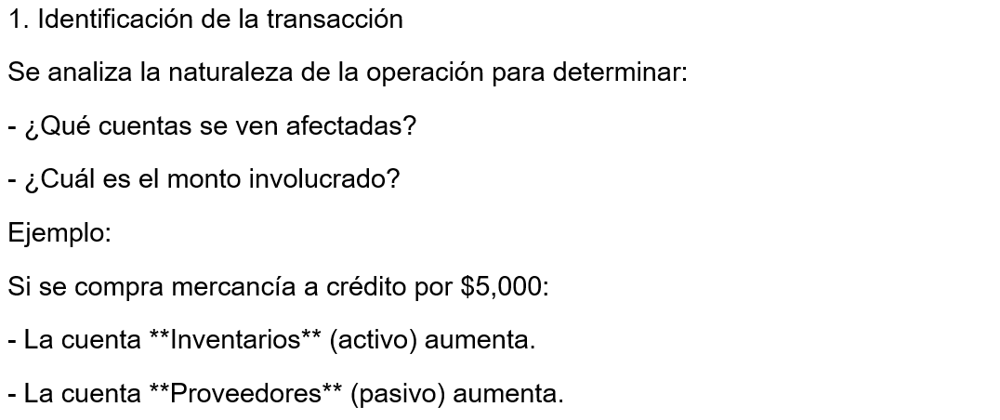 1. Identificación de la transacción
Se analiza la naturaleza de la operación para determinar:
- ¿Qué cuentas se ven afectadas?
- ¿Cuál es el monto involucrado?
Ejemplo:
Si se compra mercancía a crédito por $5,000:
- La cuenta **Inventarios** (activo) aumenta.
- La cuenta **Proveedores** (pasivo) aumenta.